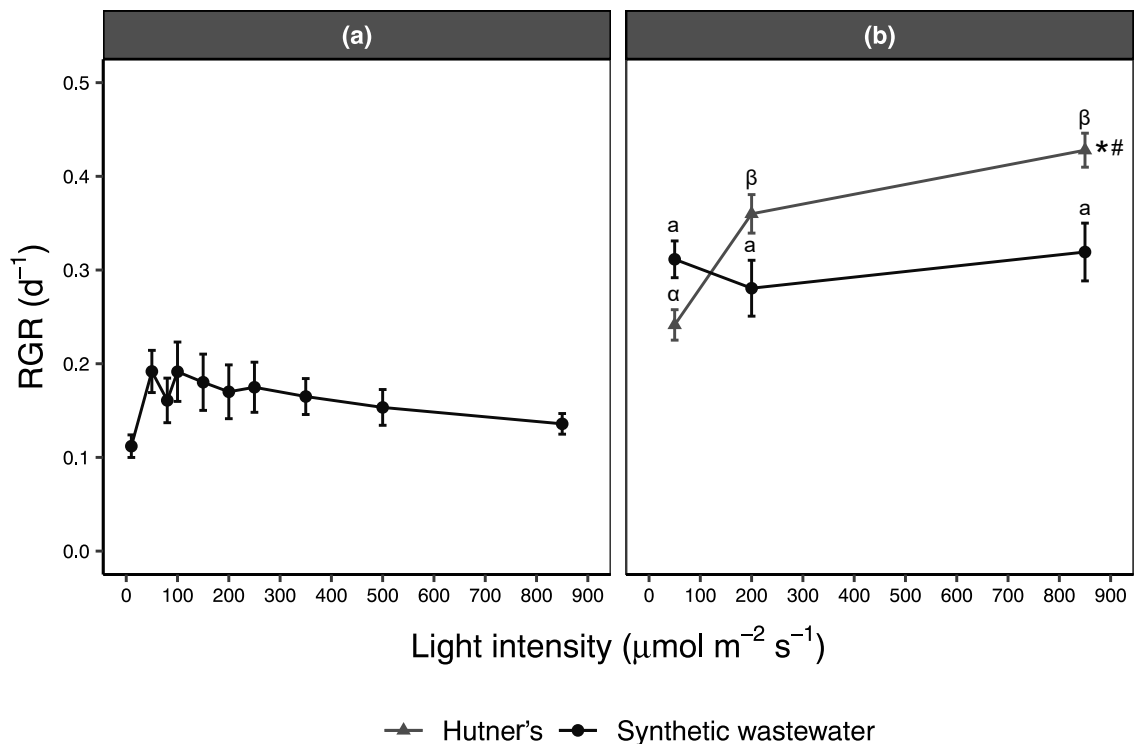 (a) (b)
0.5
0.4
0.3
0.2
0.1
0.0
RGR (d⁻¹)
β
β *#
a
a
a
α
0 100 200 300 400 500 600 700 800 900
0 100 200 300 400 500 600 700 800 900
Light intensity (μmol m⁻² s⁻¹)
Hutner's Synthetic wastewater